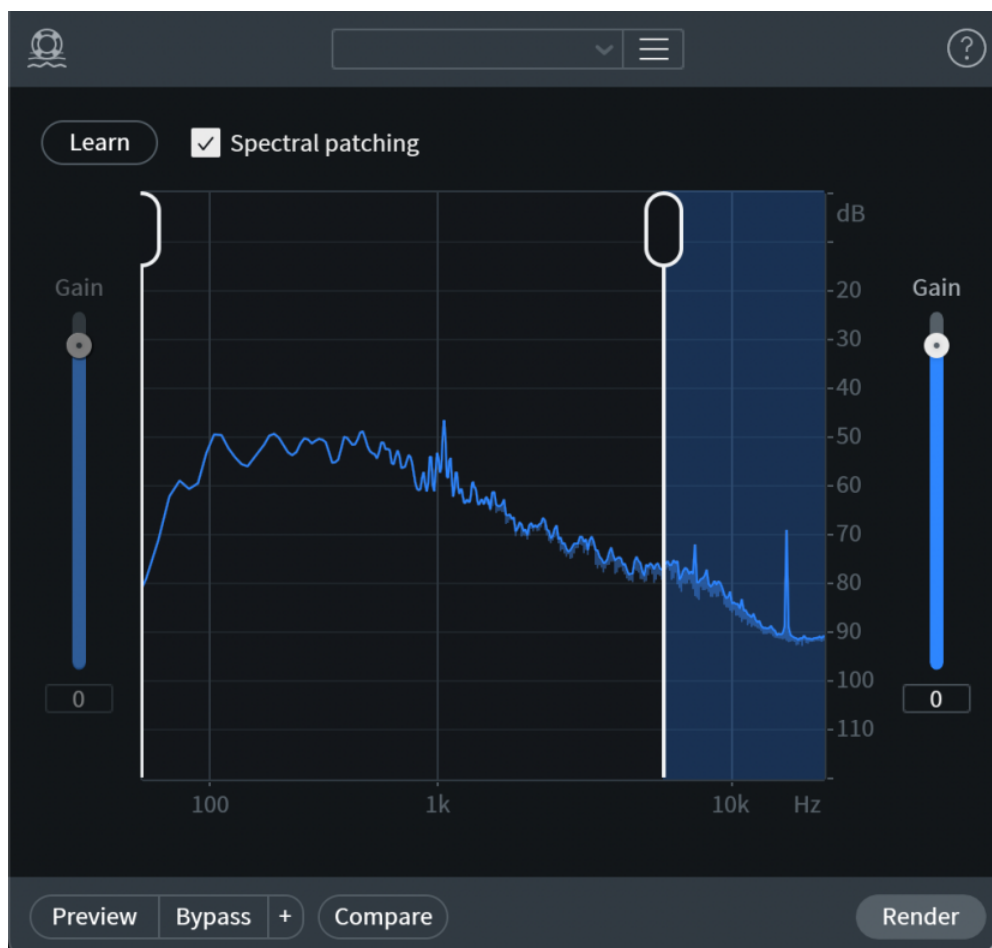 ?
Learn
Spectral patching
dB
Gain
-20
Gain
-30
-40
-50
-60
-70
-80
-90
-100
0
0
-110
100
1k
10k
Hz
Preview
Bypass
+
Compare
Render